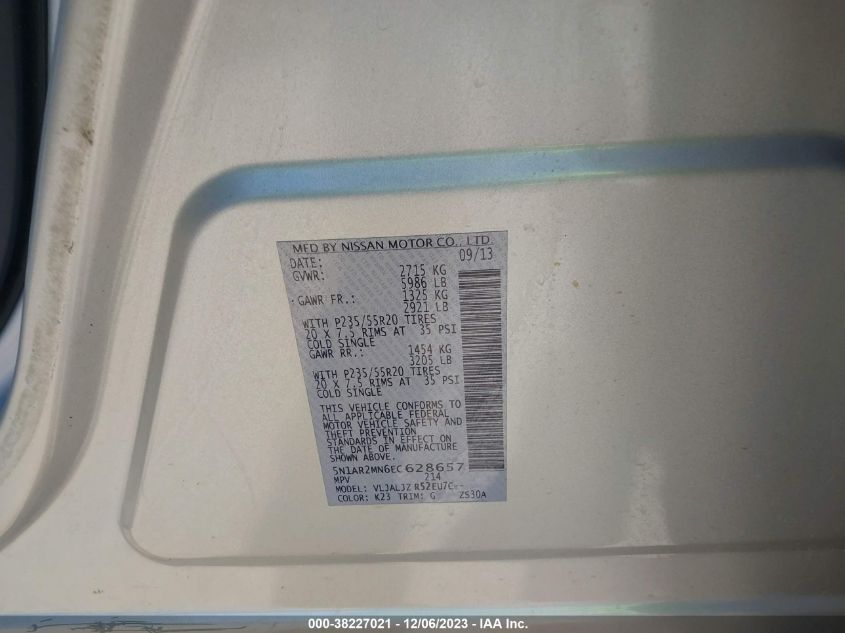 MFD BY NISSAN MOTOR CO., LTD.
DATE: 09/13
GVWR: 2715 KG
5986 LB
GAWR FR.: 1325 KG
2921 LB
WITH P235/55R20 TIRES
20 X 7.5 RIMS AT 35 PSI
COLD SINGLE
GAWR RR.: 1454 KG
3205 LB
WITH P235/55R20 TIRES
20 X 7.5 RIMS AT 35 PSI
COLD SINGLE
THIS VEHICLE CONFORMS TO
ALL APPLICABLE FEDERAL
MOTOR VEHICLE SAFETY AND
THEFT PREVENTION
STANDARDS IN EFFECT ON
THE DATE OF MANUFACTURE
SHOWN ABOVE.
5N1AR2MN6EC628657
MPV 214
MODEL: VLJALJZ R52EU7C--
COLOR: K23 TRIM: G ZS30A
000-38227021 - 12/06/2023 - IAA Inc.